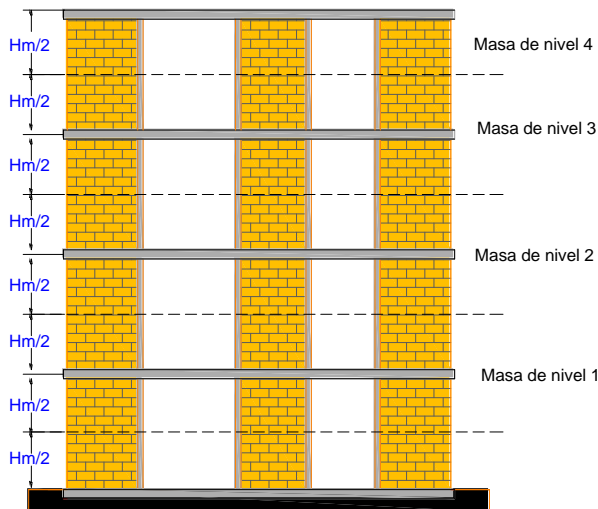 Hm/2
Masa de nivel 4
Hm/2
Masa de nivel 3
Hm/2
Hm/2
Masa de nivel 2
Hm/2
Hm/2
Masa de nivel 1
Hm/2
Hm/2